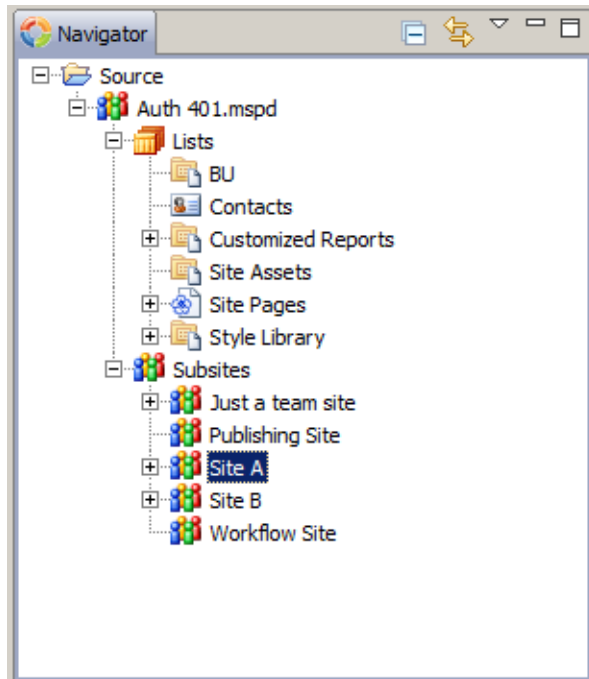 Navigator
Source
Auth 401.mspd
Lists
BU
Contacts
Customized Reports
Site Assets
Site Pages
Style Library
Subsites
Just a team site
Publishing Site
Site A
Site B
Workflow Site